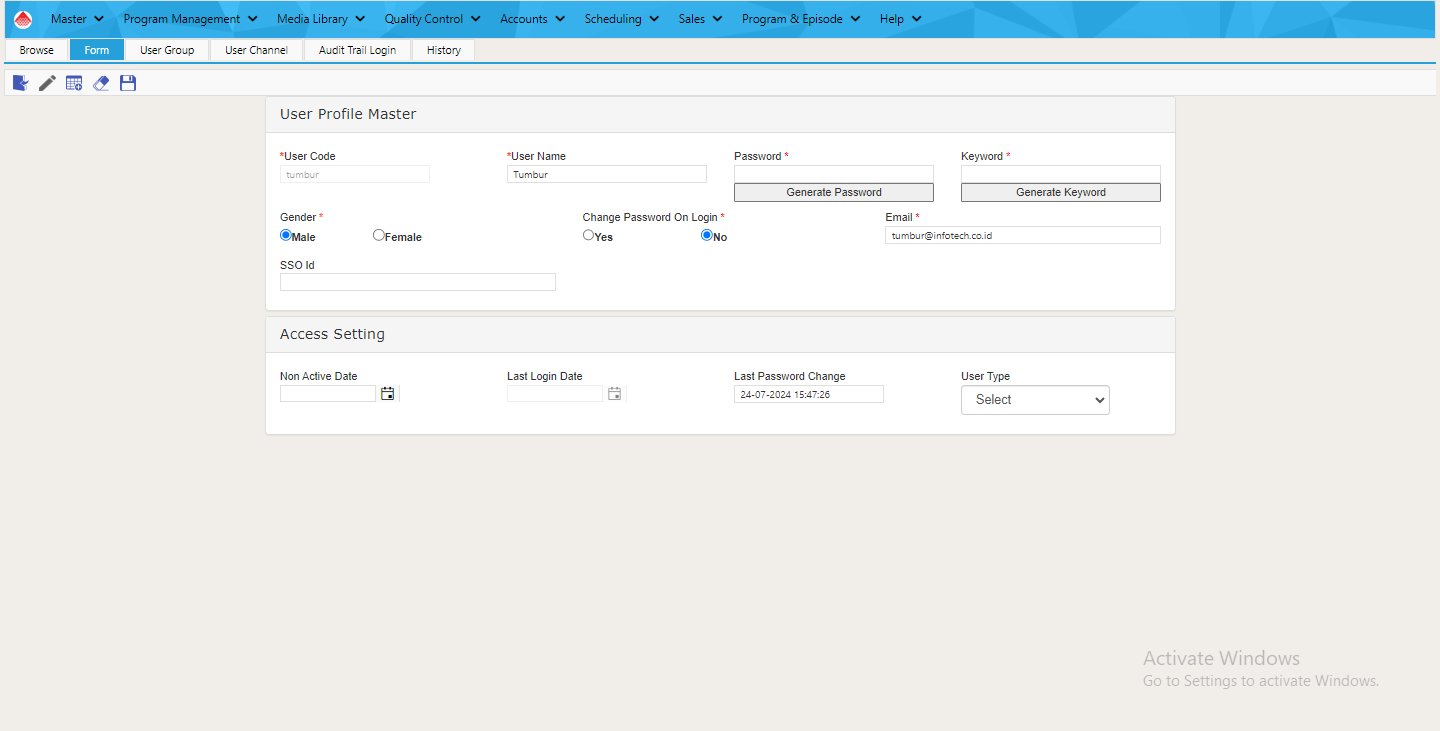 Master Program Management Media Library Quality Control Accounts Scheduling Sales Program & Episode Help
Browse Form User Group User Channel Audit Trail Login History
User Profile Master
*User Code *User Name Password * Keyword *
tumbur Tumbur
Generate Password Generate Keyword
Gender * Change Password On Login * Email *
Male Female Yes No tumbur@infotech.co.id
SSO Id
Access Setting
Non Active Date Last Login Date Last Password Change User Type
24-07-2024 15:47:26 Select
Activate Windows
Go to Settings to activate Windows.